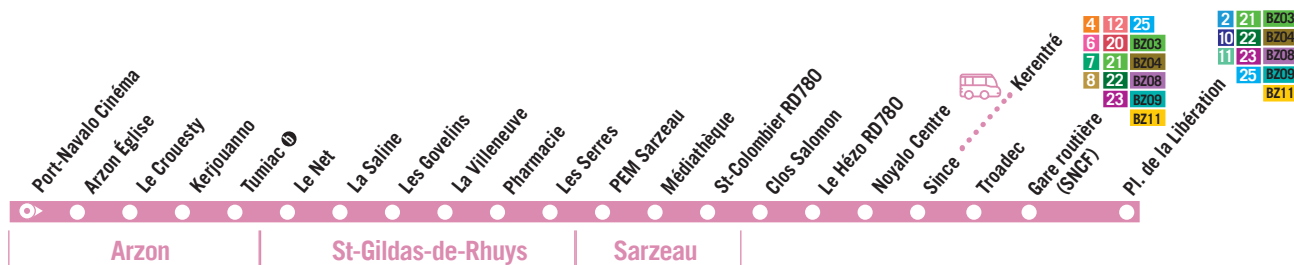 Port-Navalo Cinéma
Arzon Église
Le Crouesty
Kerjouanno
Tumiac h
Le Net
La Saline
Les Govelins
La Villeneuve
Pharmacie
Les Serres
PEM Sarzeau
Médiathèque
St-Colombier RD780
Clos Salomon
Le Hézo RD780
Noyalo Centre
Since
Kerentré
Troadec
Gare routière
(SNCF)
4 12 25
6 20 BZ03
7 21 BZ04
8 22 BZ08
23 BZ09
BZ11
Pl. de la Libération
2 21 BZ03
10 22 BZ04
11 23 BZ08
25 BZ09
BZ11
Arzon
St-Gildas-de-Rhuys
Sarzeau